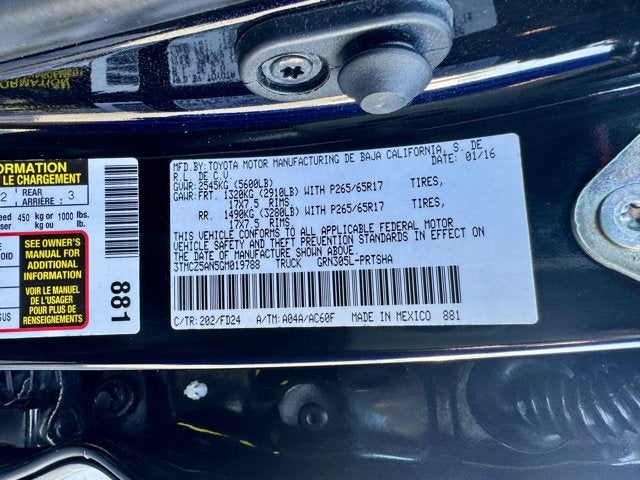 ORMATION
LE CHARGEMENT
2 REAR ARRIÈRE : 3
eed 450 kg or 1000 lbs.
ser kg ou lb.
SEE OWNER'S
MANUAL FOR
ADDITIONAL
INFORMATION
VOIR LE MANUEL
DE L'USAGER
POUR PLUS DE
RENSEIGNEMENTS
881
MFD.BY: TOYOTA MOTOR MANUFACTURING DE BAJA CALIFORNIA, S. DE
R.L. DE C.V. DATE: 01/16
GVWR: 2545KG (5600LB)
GAWR: FRT. 1320KG (2910LB) WITH P265/65R17 TIRES,
17X7.5 RIMS
RR. 1490KG (3280LB) WITH P265/65R17 TIRES,
17X7.5 RIMS
THIS VEHICLE CONFORMS TO ALL APPLICABLE FEDERAL MOTOR
VEHICLE SAFETY AND THEFT PREVENTION STANDARDS IN EFFECT ON
THE DATE OF MANUFACTURE SHOWN ABOVE.
3TMCZ5AN5GM019788 TRUCK GRN305L-PRTSHA
C/TR: 202/FD24 A/TM: A04A/AC60F MADE IN MEXICO 881